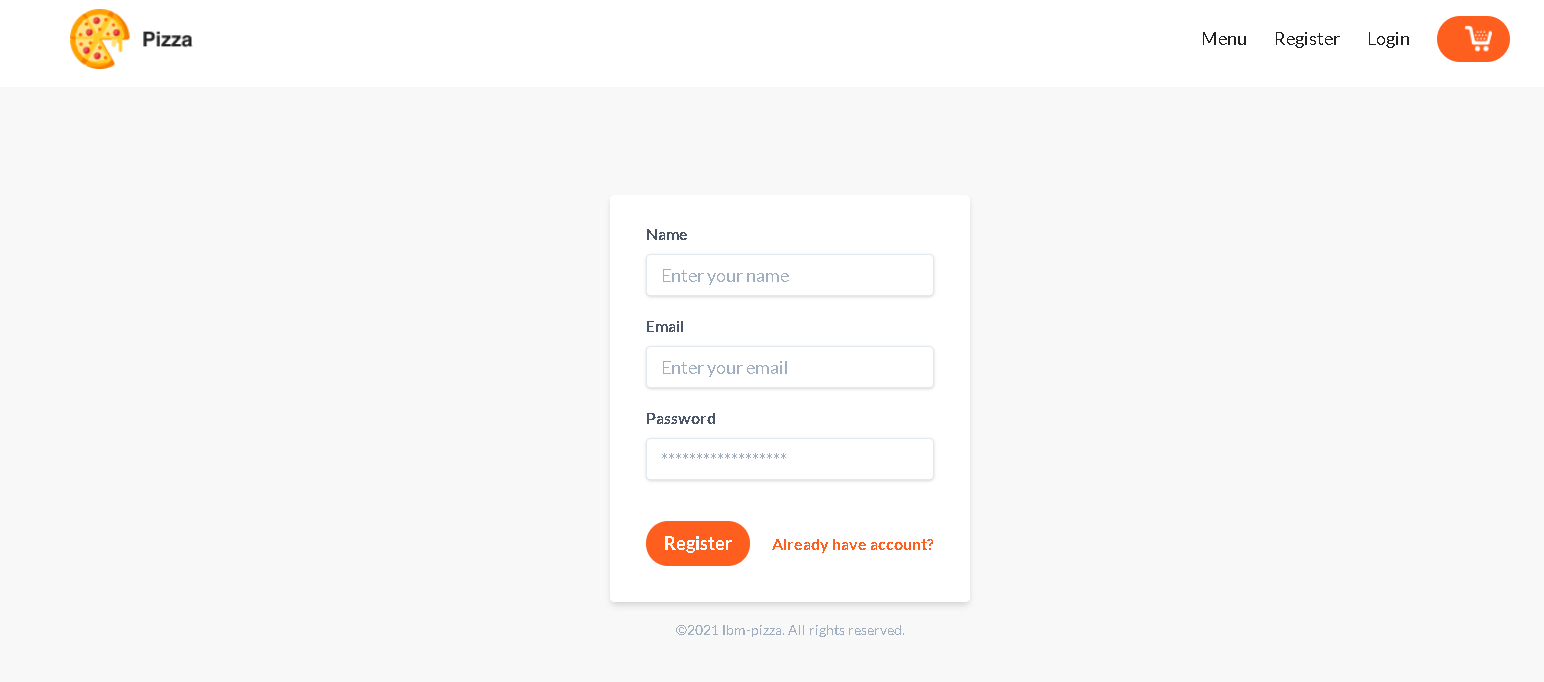 Pizza
Menu Register Login
Name
Enter your name
Email
Enter your email
Password
******************
Register Already have account?
©2021 lbm-pizza. All rights reserved.